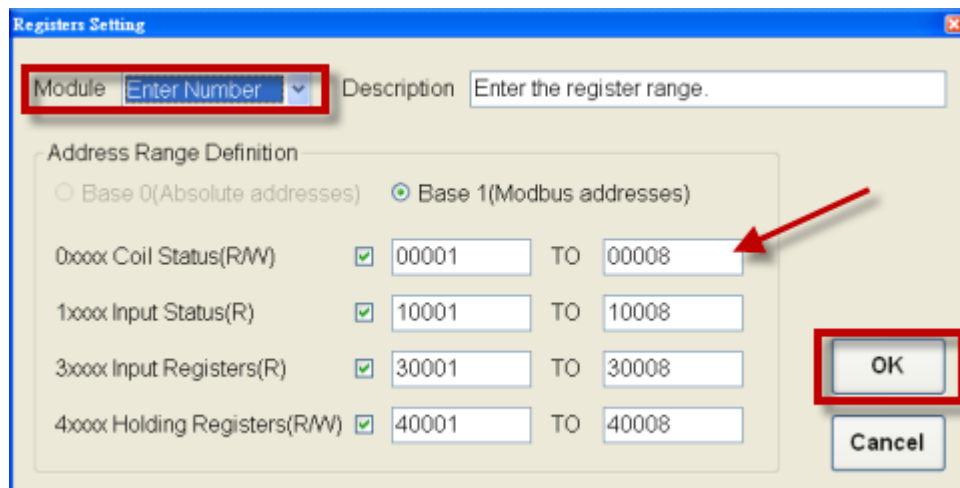 Registers Setting
Module Enter Number Description Enter the register range.
Address Range Definition
Base 0(Absolute addresses) Base 1(Modbus addresses)
0xxxx Coil Status(R/W) 00001 TO 00008
1xxxx Input Status(R) 10001 TO 10008
3xxxx Input Registers(R) 30001 TO 30008
OK
4xxxx Holding Registers(R/W) 40001 TO 40008
Cancel